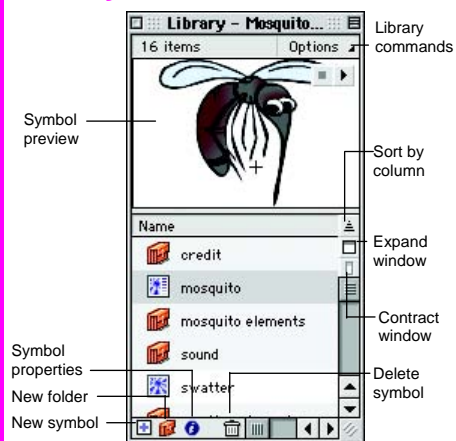 Library - Mosquito...
16 items
Options
Library
commands
Symbol
preview
Sort by
column
Name
credit
Expand
window
mosquito
mosquito elements
Contract
window
sound
Symbol
properties
swatter
Delete
symbol
New folder
New symbol